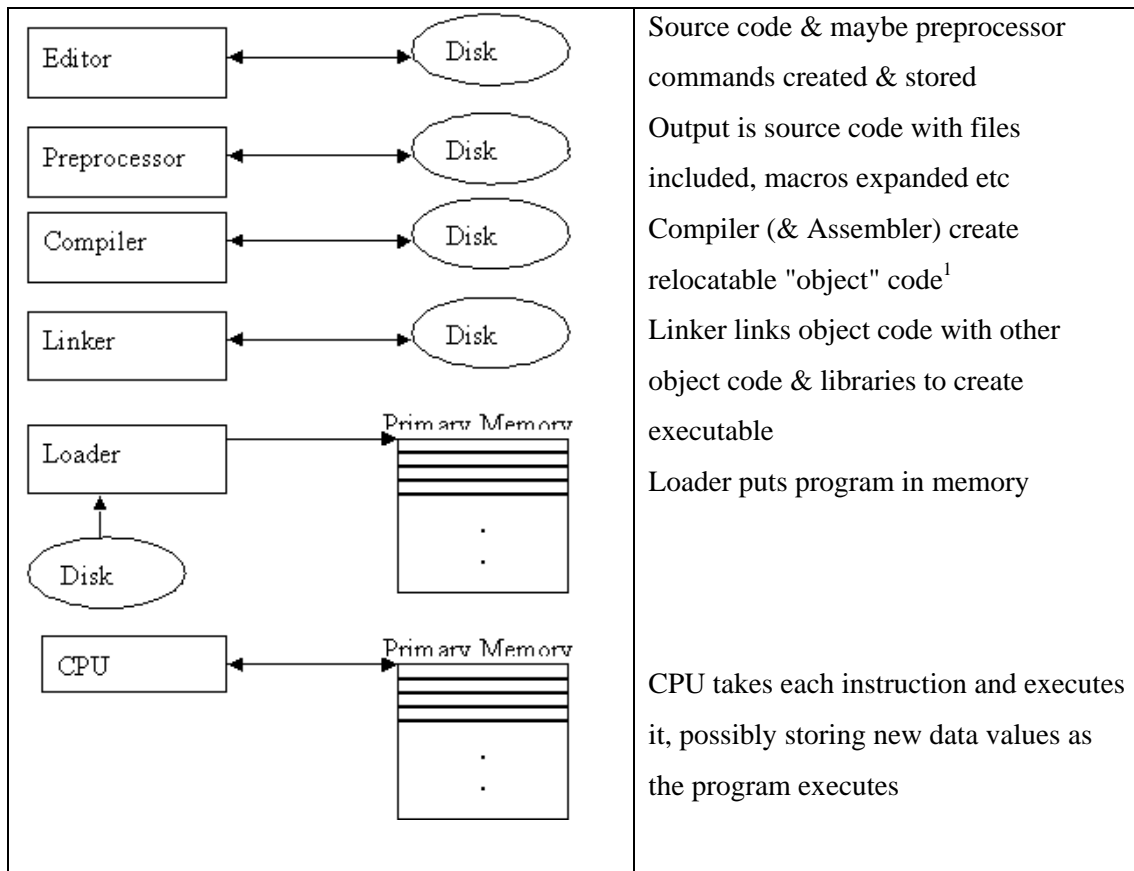 Editor
Disk
Preprocessor
Disk
Compiler
Disk
Linker
Disk
Loader
Primary Memory
.
.
Disk
CPU
Primary Memory
.
.
Source code & maybe preprocessor
commands created & stored
Output is source code with files
included, macros expanded etc
Compiler (& Assembler) create
relocatable "object" code1
Linker links object code with other
object code & libraries to create
executable
Loader puts program in memory
CPU takes each instruction and executes
it, possibly storing new data values as
the program executes